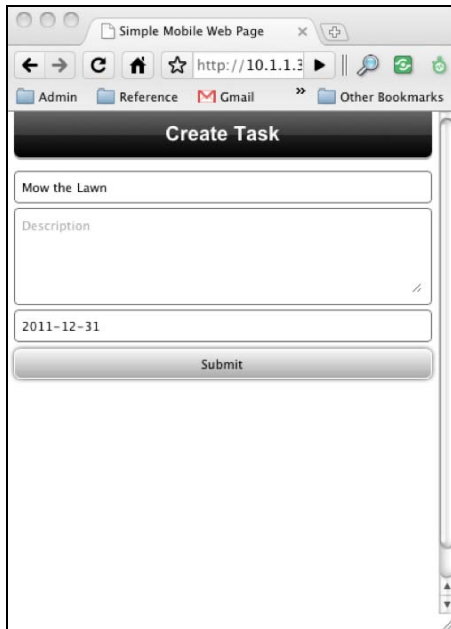 Simple Mobile Web Page
http://10.1.1.3
Admin Reference Gmail » Other Bookmarks
Create Task
Mow the Lawn
Description
2011-12-31
Submit